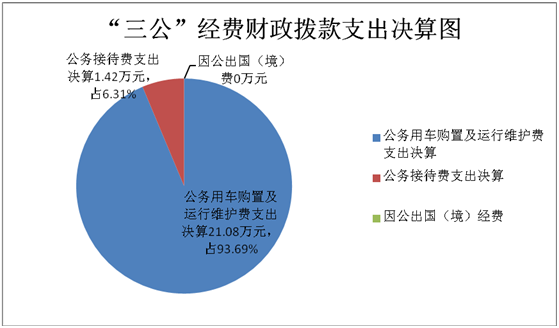 “三公”经费财政拨款支出决算图
公务接待费支出
决算1.42万元，
占6.31%
因公出国（境）
费0万元
公务用车购置及
运行维护费支出
决算21.08万元，
占93.69%
公务用车购置及运行维护费
支出决算
公务接待费支出决算
因公出国（境）经费